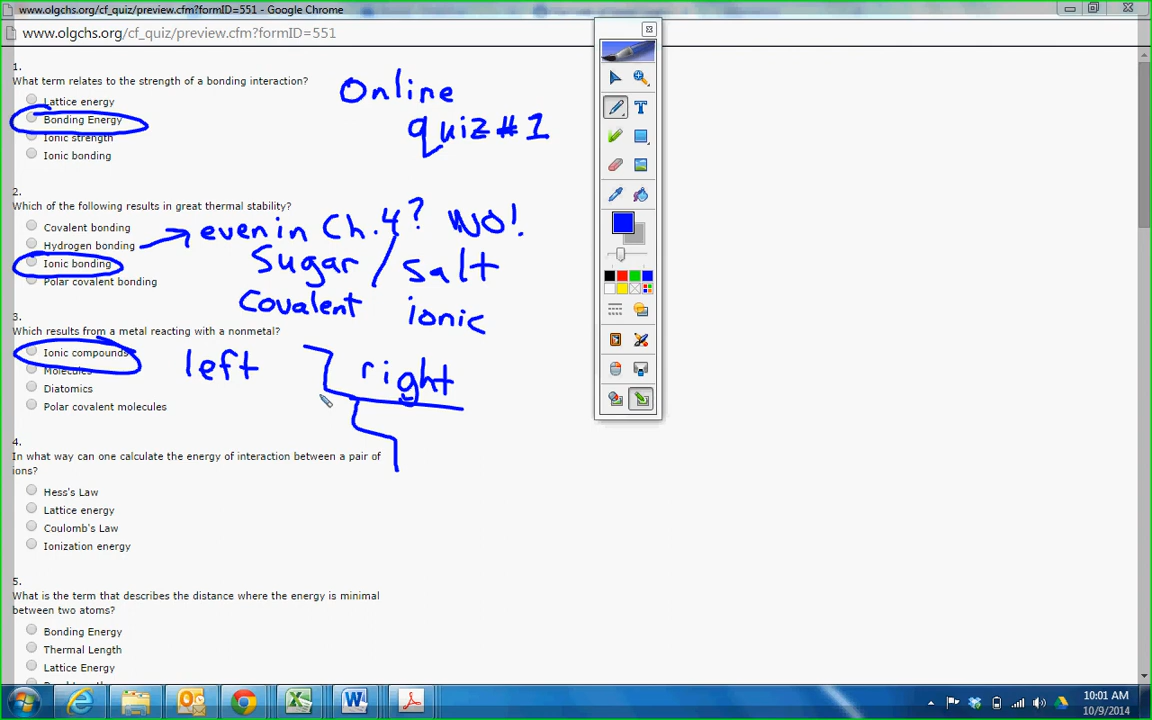 www.olgchs.org/cf_quiz/preview.cfm?formID=551 - Google Chrome
www.olgchs.org/cf_quiz/preview.cfm?formID=551
1.
What term relates to the strength of a bonding interaction?
Lattice energy
Bonding Energy
Ionic strength
Ionic bonding
Online
quiz #1
2.
Which of the following results in great thermal stability?
Covalent bonding
Hydrogen bonding
Ionic bonding
Polar covalent bonding
even in Ch. 4? NO!
Sugar / salt
Covalent ionic
3.
Which results from a metal reacting with a nonmetal?
Ionic compounds
Molecules
Diatomics
Polar covalent molecules
left right
4.
In what way can one calculate the energy of interaction between a pair of
ions?
Hess's Law
Lattice energy
Coulomb's Law
Ionization energy
5.
What is the term that describes the distance where the energy is minimal
between two atoms?
Bonding Energy
Thermal Length
Lattice Energy
T
10:01 AM
10/9/2014